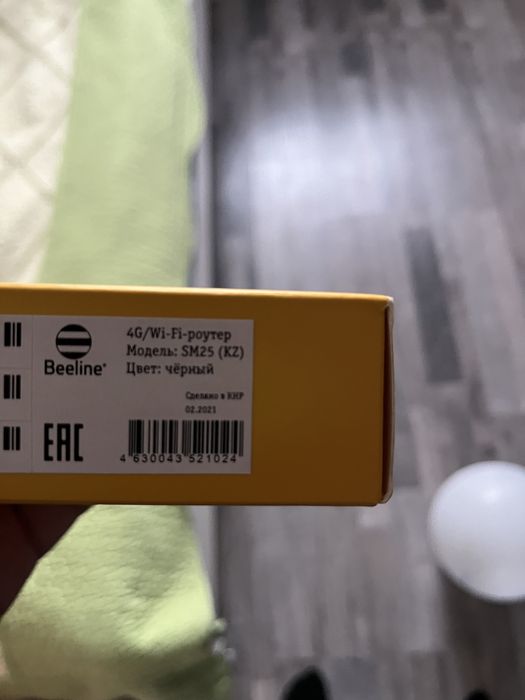 4G/Wi-Fi-роутер
Модель: SM25 (KZ)
Цвет: чёрный
Beeline
Сделано в КНР
02.2021
EAC
4 630043 521024